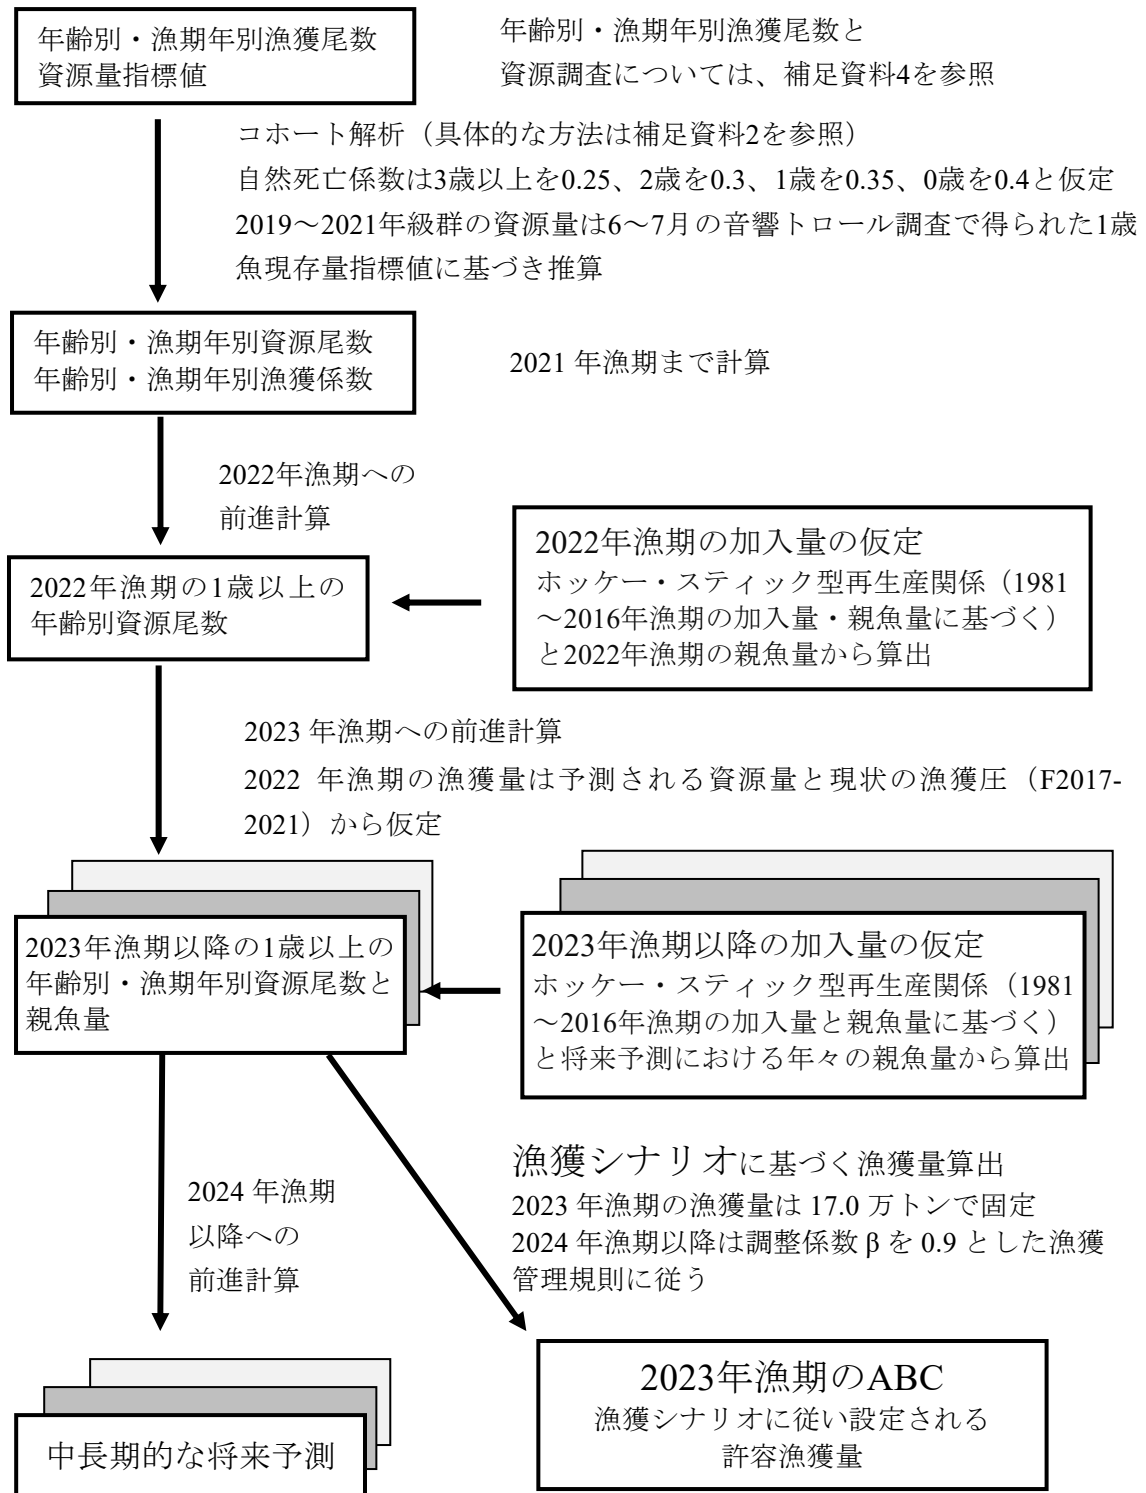 年齢別・漁期年別漁獲尾数
資源量指標値
年齢別・漁期年別漁獲尾数と
資源調査については、補足資料4を参照
コホート解析（具体的な方法は補足資料2を参照）
自然死亡係数は3歳以上を0.25、2歳を0.3、1歳を0.35、0歳を0.4と仮定
2019～2021年級群の資源量は6～7月の音響トロール調査で得られた1歳
魚現存量指標値に基づき推算
年齢別・漁期年別資源尾数
年齢別・漁期年別漁獲係数
2021 年漁期まで計算
2022年漁期への
前進計算
2022年漁期の加入量の仮定
ホッケー・スティック型再生産関係（1981
～2016年漁期の加入量・親魚量に基づく）
と2022年漁期の親魚量から算出
2022年漁期の1歳以上の
年齢別資源尾数
2023 年漁期への前進計算
2022 年漁期の漁獲量は予測される資源量と現状の漁獲圧（F2017-
2021）から仮定
2023年漁期以降の1歳以上の
年齢別・漁期年別資源尾数と
親魚量
2023年漁期以降の加入量の仮定
ホッケー・スティック型再生産関係（1981
～2016年漁期の加入量と親魚量に基づく）
と将来予測における年々の親魚量から算出
2024 年漁期
以降への
前進計算
漁獲シナリオに基づく漁獲量算出
2023 年漁期の漁獲量は 17.0 万トンで固定
2024 年漁期以降は調整係数 β を 0.9 とした漁獲
管理規則に従う
中長期的な将来予測
2023年漁期のABC
漁獲シナリオに従い設定される
許容漁獲量